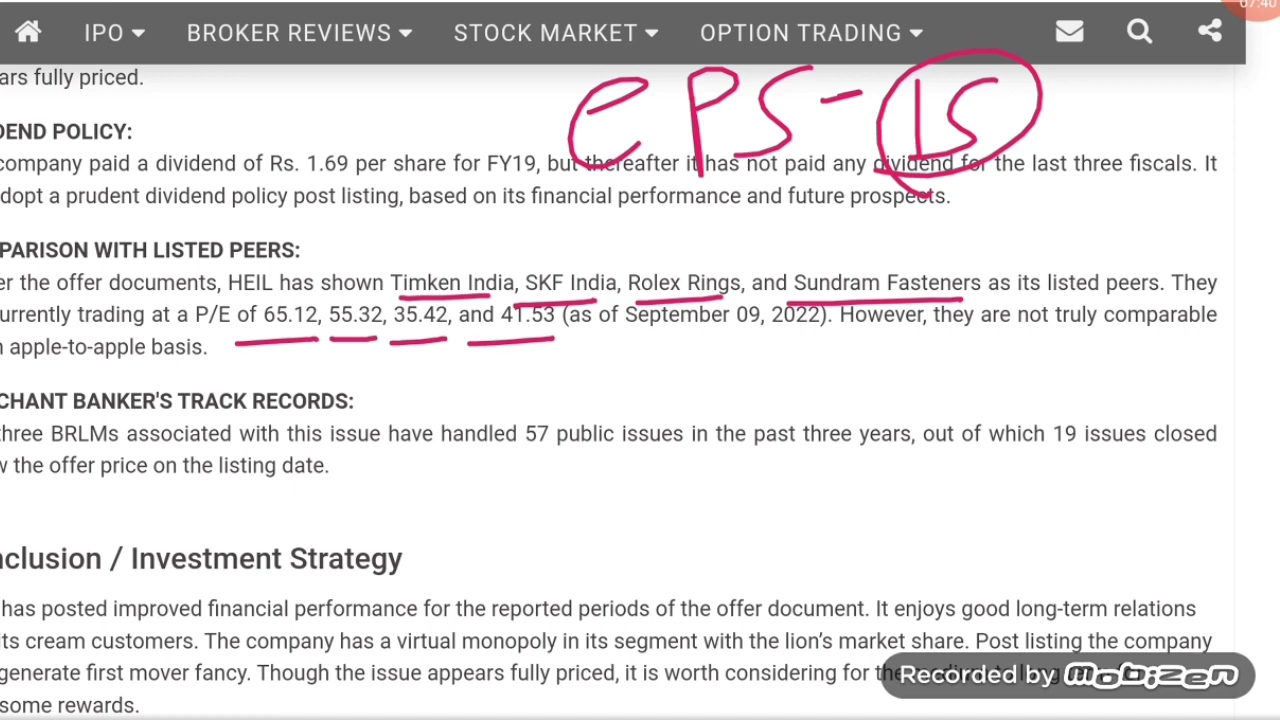 07:40
IPO BROKER REVIEWS STOCK MARKET OPTION TRADING
ars fully priced.
ePS - 15
DEND POLICY:
company paid a dividend of Rs. 1.69 per share for FY19, but thereafter it has not paid any dividend for the last three fiscals. It
dopt a prudent dividend policy post listing, based on its financial performance and future prospects.
PARISON WITH LISTED PEERS:
er the offer documents, HEIL has shown Timken India, SKF India, Rolex Rings, and Sundram Fasteners as its listed peers. They
urrently trading at a P/E of 65.12, 55.32, 35.42, and 41.53 (as of September 09, 2022). However, they are not truly comparable
n apple-to-apple basis.
CHANT BANKER'S TRACK RECORDS:
three BRLMs associated with this issue have handled 57 public issues in the past three years, out of which 19 issues closed
w the offer price on the listing date.
nclusion / Investment Strategy
has posted improved financial performance for the reported periods of the offer document. It enjoys good long-term relations
its cream customers. The company has a virtual monopoly in its segment with the lion's market share. Post listing the company
generate first mover fancy. Though the issue appears fully priced, it is worth considering for
Recorded by Mobizen
some rewards.